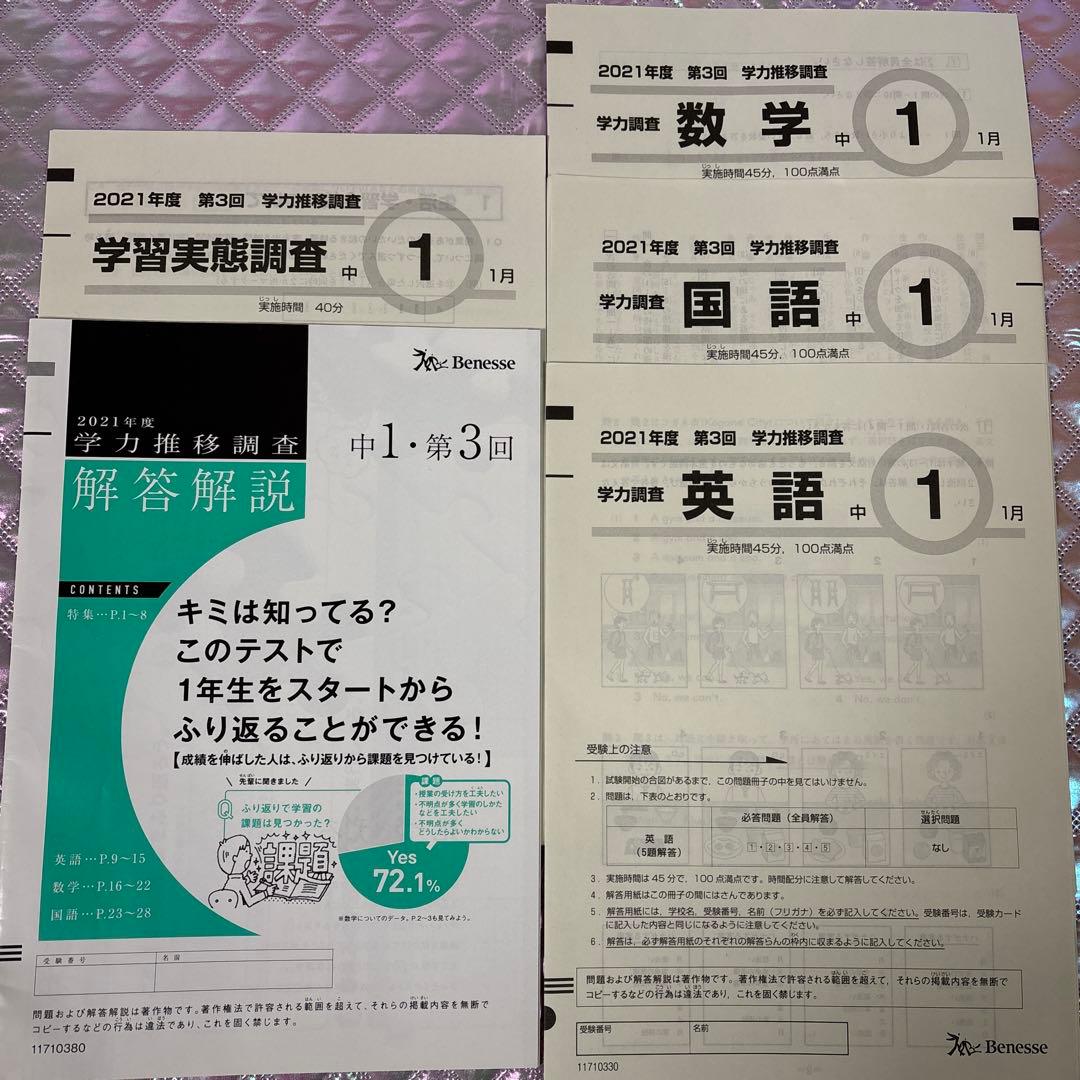 2021年度 第3回 学力推移調査
学習実態調査 中 1 1月
実施時間 40分
Benesse
2021年度
学力推移調査
解答解説
中1・第3回
CONTENTS
特集…P.1~8
キミは知ってる?
このテストで
1年生をスタートから
ふり返ることができる!
【成績を伸ばした人は、ふり返りから課題を見つけている!】
先輩に聞きました
Q ふり返りで学習の
課題は見つかった?
課題
・授業の受け方を工夫したい
・不明点が多く学習のしかた
などを工夫したい
・不明点が多く
どうしたらよいかわからない
課題
Yes
72.1%
※数学についてのデータ。P.2~3も見てみよう。
英語…P.9~15
数学…P.16~22
国語…P.23~28
受験番号 名前
問題および解答解説は著作物です。著作権法で許容される範囲を超えて、それらの掲載内容を無断で
コピーするなどの行為は違法であり、これを固く禁じます。
11710380
2021年度 第3回 学力推移調査
学力調査 数学 中 1 1月
実施時間45分,100点満点
2021年度 第3回 学力推移調査
学力調査 国語 中 1 1月
実施時間45分,100点満点
2021年度 第3回 学力推移調査
学力調査 英語 中 1 1月
実施時間45分,100点満点
受験上の注意
1.試験開始の合図があるまで,この問題冊子の中を見てはいけません。
2.問題は,下表のとおりです。
必答問題(全員解答) 選択問題
英語
(5題解答) 1・2・3・4・5 なし
3.実施時間は45分で,100点満点です。時間配分に注意して解答してください。
4.解答用紙はこの冊子の間にはさんであります。
5.解答用紙には,学校名,受験番号,名前(フリガナ)を必ず記入してください。受験番号は,受験カード
に記入した内容と同じになるように注意してください。
6.解答は,必ず解答用紙のそれぞれの解答らんの枠内に収まるように記入してください。
問題および解答解説は著作物です。著作権法で許容される範囲を超えて,それらの掲載内容を無断で
コピーするなどの行為は違法であり,これを固く禁じます。
受験番号 名前
Benesse
11710330